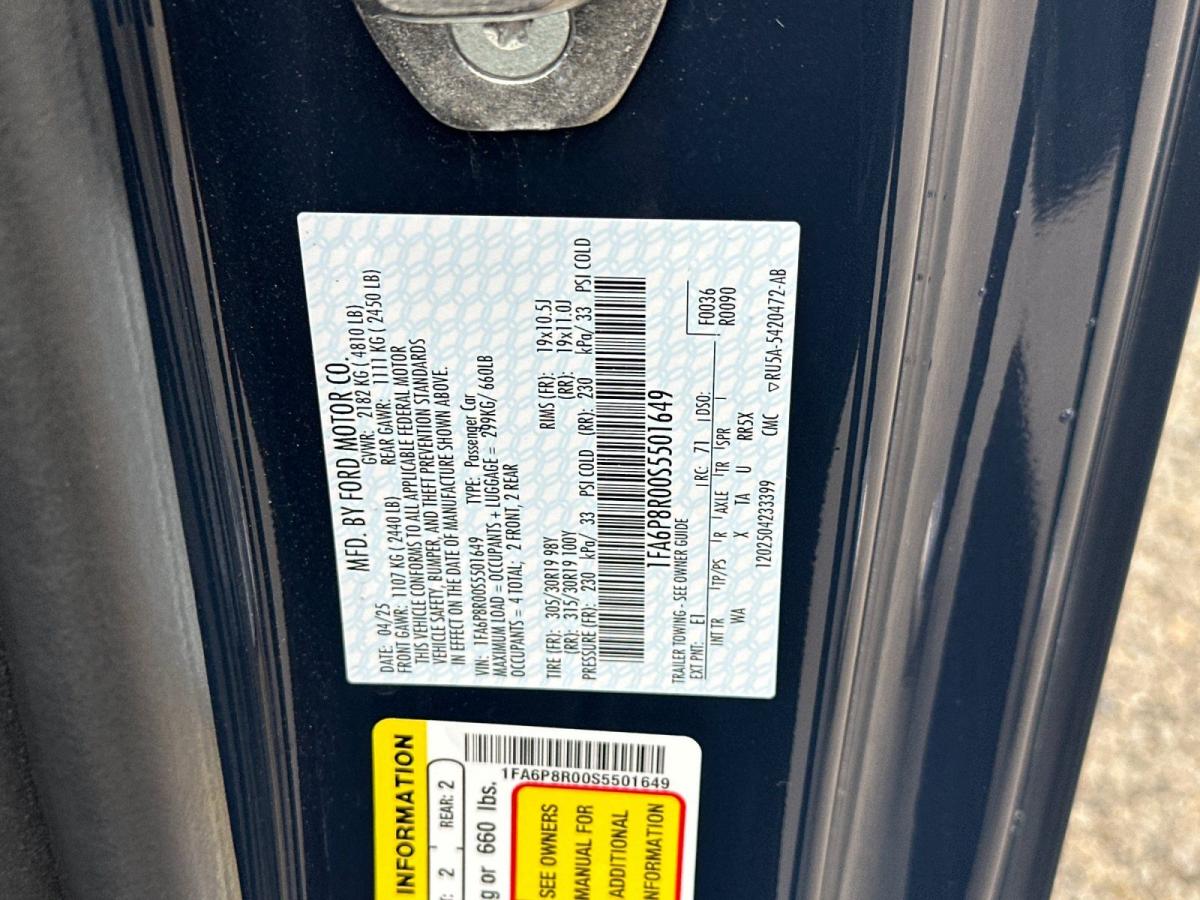 MFD. BY FORD MOTOR CO.
DATE: 04/25 GVWR: 2182 KG ( 4810 LB)
FRONT GAWR: 1107 KG ( 2440 LB) REAR GAWR: 1111 KG ( 2450 LB)
THIS VEHICLE CONFORMS TO ALL APPLICABLE FEDERAL MOTOR
VEHICLE SAFETY, BUMPER, AND THEFT PREVENTION STANDARDS
IN EFFECT ON THE DATE OF MANUFACTURE SHOWN ABOVE.
VIN: 1FA6P8R00S5501649 TYPE: Passenger Car
MAXIMUM LOAD = OCCUPANTS + LUGGAGE = 299KG/ 660LB
OCCUPANTS = 4 TOTAL; 2 FRONT, 2 REAR
TIRE (FR): 305/30R19 98Y RIMS (FR): 19x10.5J
(RR): 315/30R19 100Y (RR): 19x11.0J
PRESSURE (FR): 230 kPa/ 33 PSI COLD (RR): 230 kPa/ 33 PSI COLD
1FA6P8R00S5501649
TRAILER TOWING - SEE OWNER GUIDE
EXT PNT: E1 RC: 71 DSO: F0036
R0090
INT TR TP/PS R AXLE TR SPR
WA X TA U RR5X
1202504233399 CMC ▽RU5A-5420472-AB
INFORMATION
2 REAR: 2
g or 660 lbs.
1FA6P8R00S5501649
SEE OWNERS
MANUAL FOR
ADDITIONAL
INFORMATION